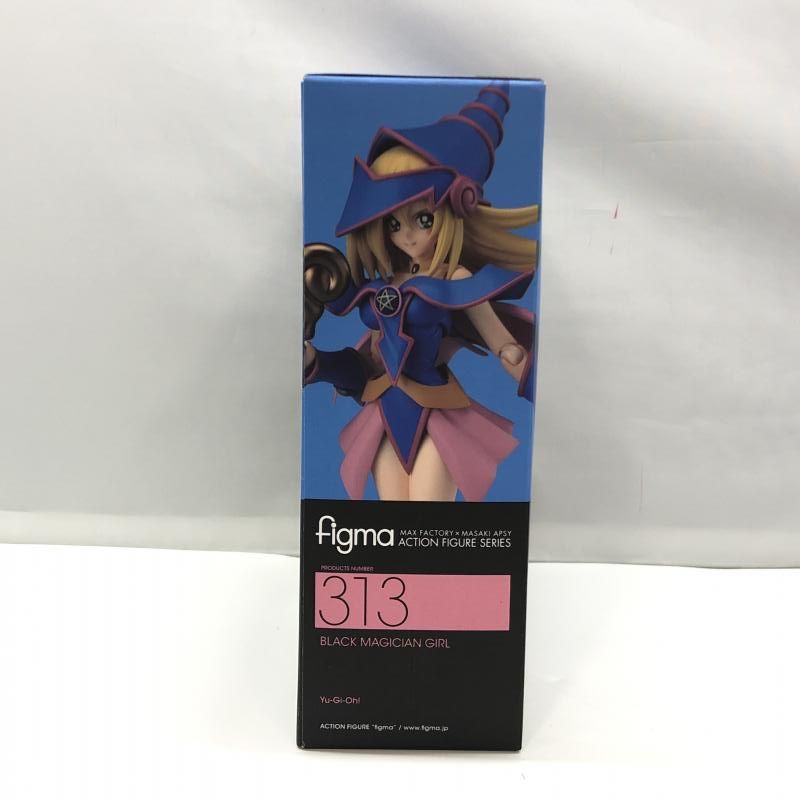 figma MAX FACTORY × MASAKI APSY
ACTION FIGURE SERIES
PRODUCTS NUMBER
313
BLACK MAGICIAN GIRL
Yu-Gi-Oh!
ACTION FIGURE "figma" / www.figma.jp